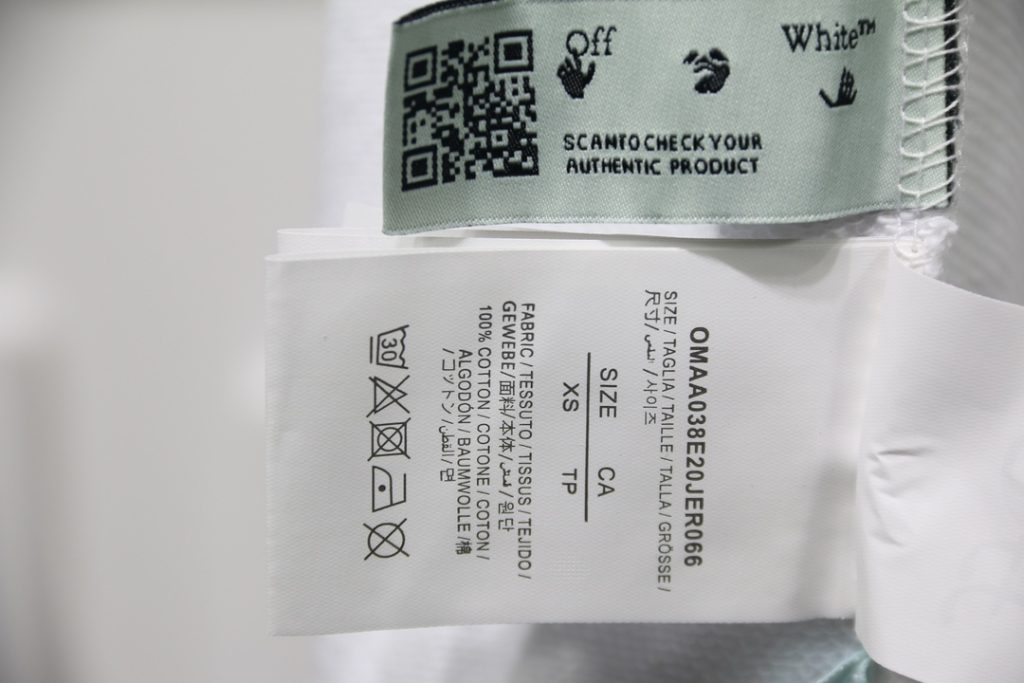 Off White™
SCAN TO CHECK YOUR
AUTHENTIC PRODUCT
OMAA038E20JER066
SIZE / TAGLIA / TAILLE / TALLA / GRÖSSE /
尺寸 / المقاس / 사이즈
SIZE CA
XS TP
FABRIC / TESSUTO / TISSUS / TEJIDO /
GEWEBE / 面料 / 本体 / قماش / 원단
100% COTTON / COTONE / COTON /
ALGODÓN / BAUMWOLLE / 棉
/ コットン / القطن / 면
30